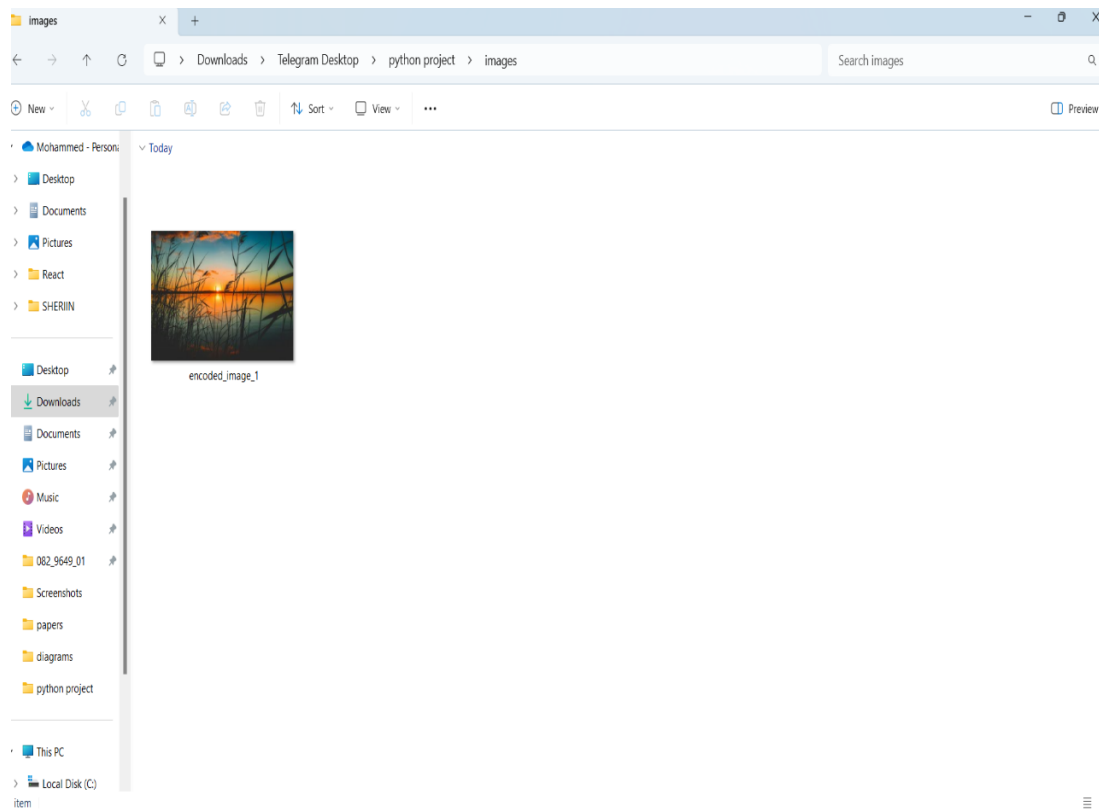 images
Downloads > Telegram Desktop > python project > images
Search images
New
Sort
View
Preview
Mohammed - Persona
Today
Desktop
Documents
Pictures
React
SHERIIN
encoded_image_1
Desktop
Downloads
Documents
Pictures
Music
Videos
082_9649_01
Screenshots
papers
diagrams
python project
This PC
Local Disk (C:)
item